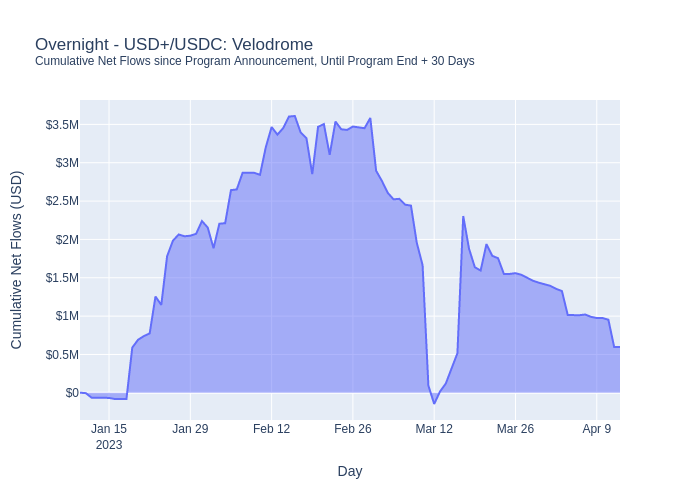 Overnight - USD+/USDC: Velodrome
Cumulative Net Flows since Program Announcement, Until Program End + 30 Days
Cumulative Net Flows (USD)
$3.5M
$3M
$2.5M
$2M
$1.5M
$1M
$0.5M
$0
Jan 15
2023
Jan 29
Feb 12
Feb 26
Mar 12
Mar 26
Apr 9
Day